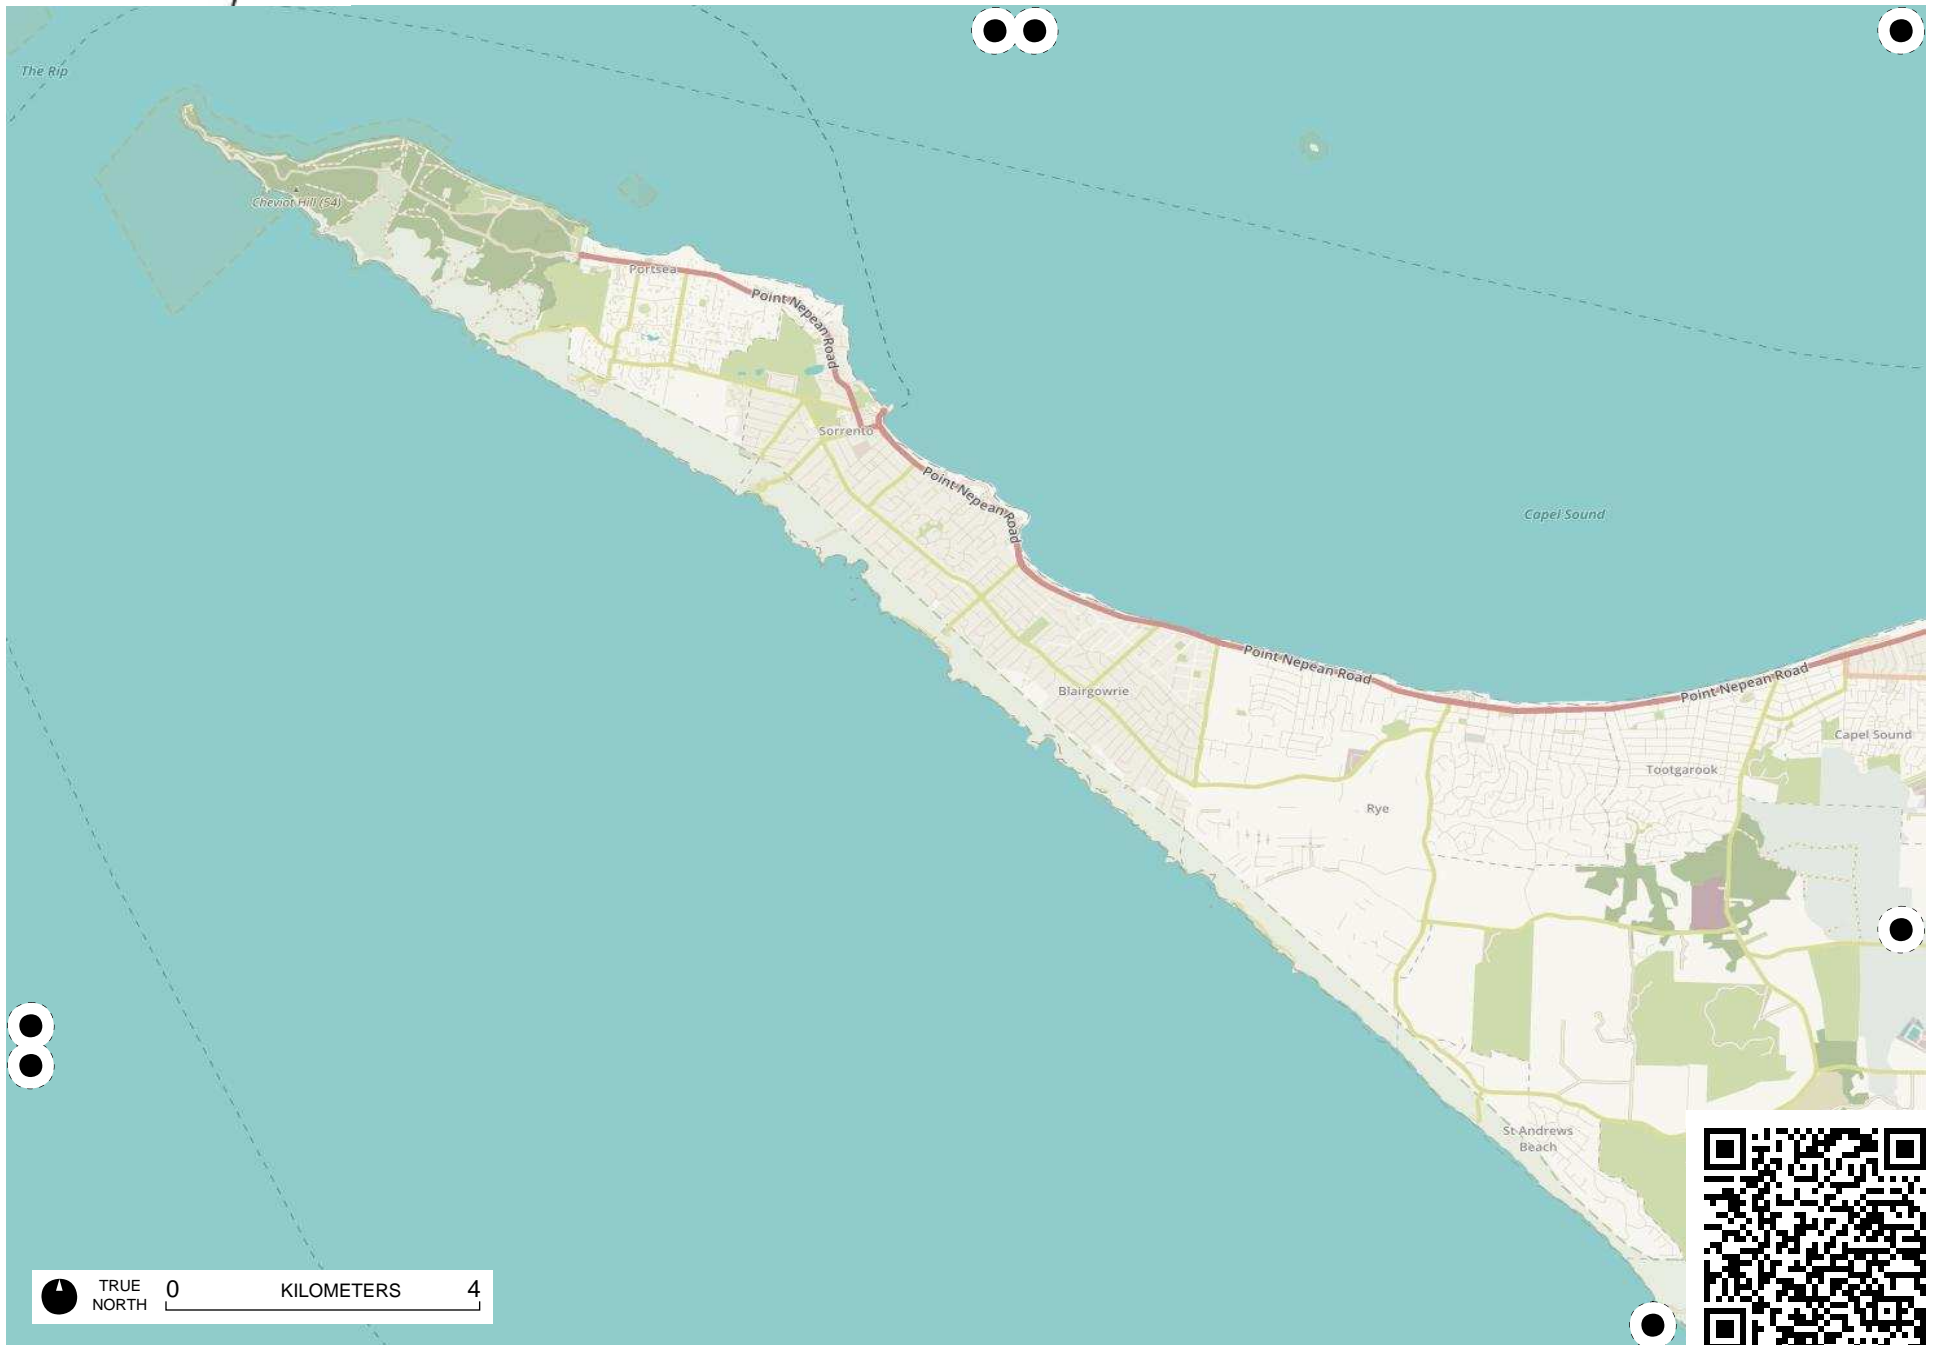 The Rip
Cheviot Hill (54)
Portsea
Point Nepean Road
Sorrento
Point Nepean Road
Capel Sound
Point Nepean Road
Point Nepean Road
Blairgowrie
Capel Sound
Tootgarook
Rye
St Andrews
Beach
TRUE
NORTH
0 KILOMETERS 4